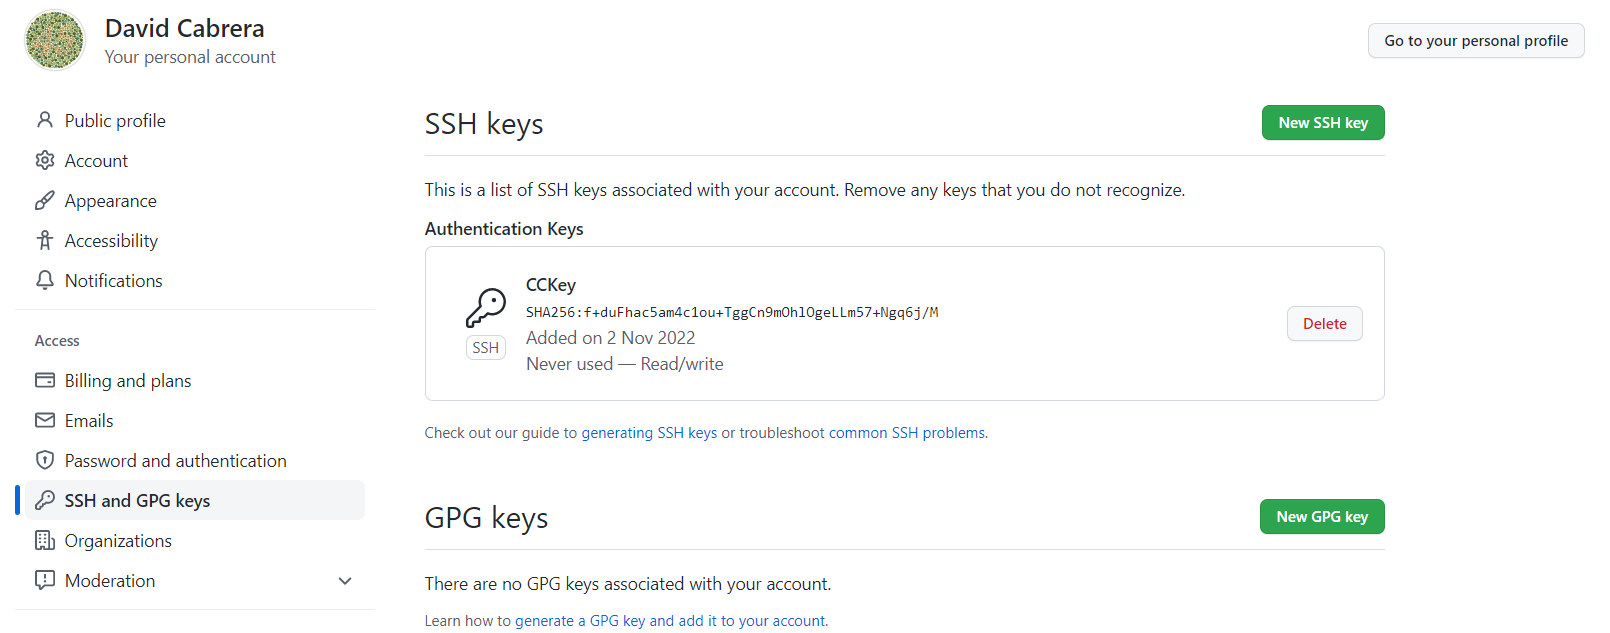 David Cabrera
Your personal account
Go to your personal profile
Public profile
Account
Appearance
Accessibility
Notifications
Access
Billing and plans
Emails
Password and authentication
SSH and GPG keys
Organizations
Moderation
SSH keys
New SSH key
This is a list of SSH keys associated with your account. Remove any keys that you do not recognize.
Authentication Keys
CCKey
SHA256:f+duFhac5am4c1ou+TggCn9mOhlOgeLLm57+Ngq6j/M
SSH
Added on 2 Nov 2022
Never used — Read/write
Delete
Check out our guide to generating SSH keys or troubleshoot common SSH problems.
GPG keys
New GPG key
There are no GPG keys associated with your account.
Learn how to generate a GPG key and add it to your account.